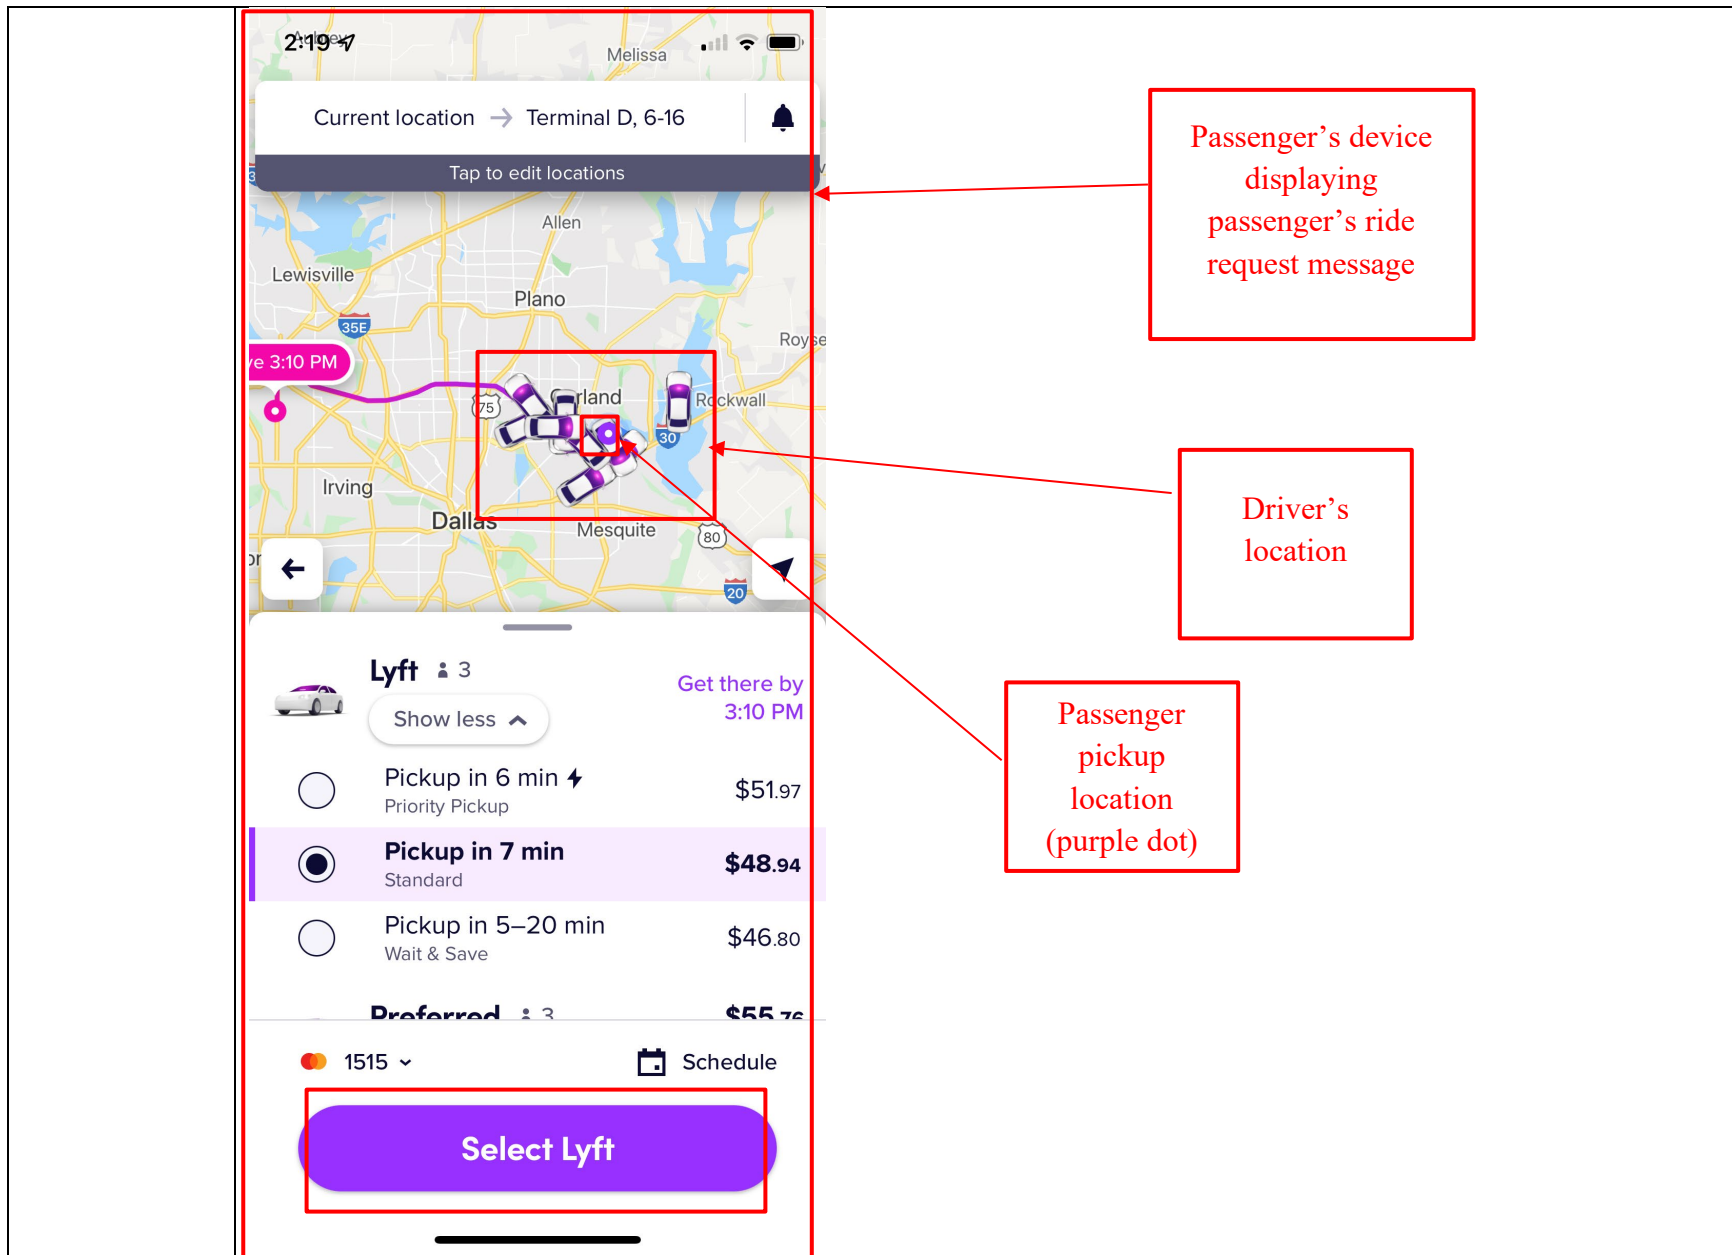 2:19
Melissa
Current location → Terminal D, 6-16
Tap to edit locations
Allen
Lewisville
Plano
35E
Royse
ve 3:10 PM
75
Garland
Rockwall
30
Irving
Dallas
Mesquite
80
20
Lyft 3
Get there by
3:10 PM
Show less
Pickup in 6 min
$51.97
Priority Pickup
Pickup in 7 min
$48.94
Standard
Pickup in 5–20 min
$46.80
Wait & Save
Preferred 3
$55.76
1515
Schedule
Select Lyft
Passenger’s device
displaying
passenger’s ride
request message
Driver’s
location
Passenger
pickup
location
(purple dot)